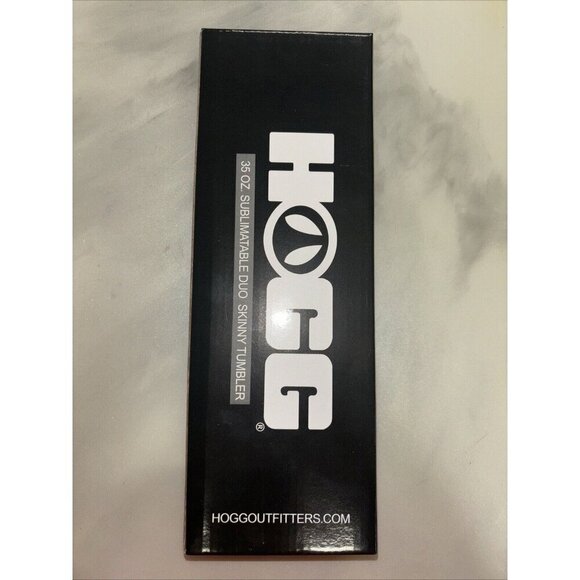 HOGG®
35 OZ. SUBLIMATABLE DUO SKINNY TUMBLER
HOGGOUTFITTERS.COM